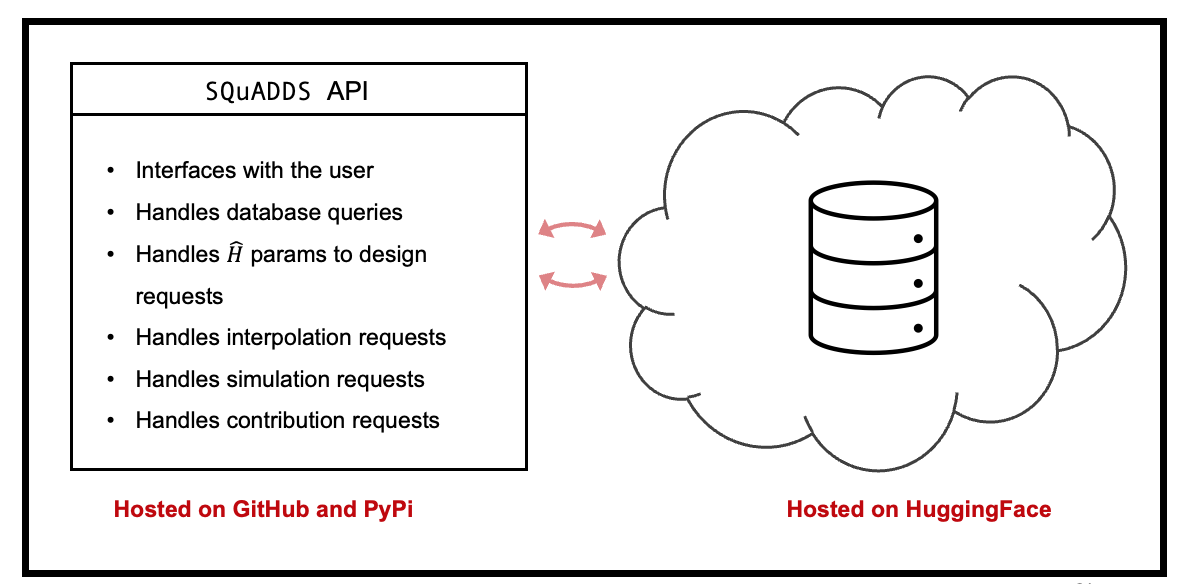 SQuADDS API
• Interfaces with the user
• Handles database queries
• Handles Ĥ params to design
requests
• Handles interpolation requests
• Handles simulation requests
• Handles contribution requests
Hosted on GitHub and PyPi
Hosted on HuggingFace